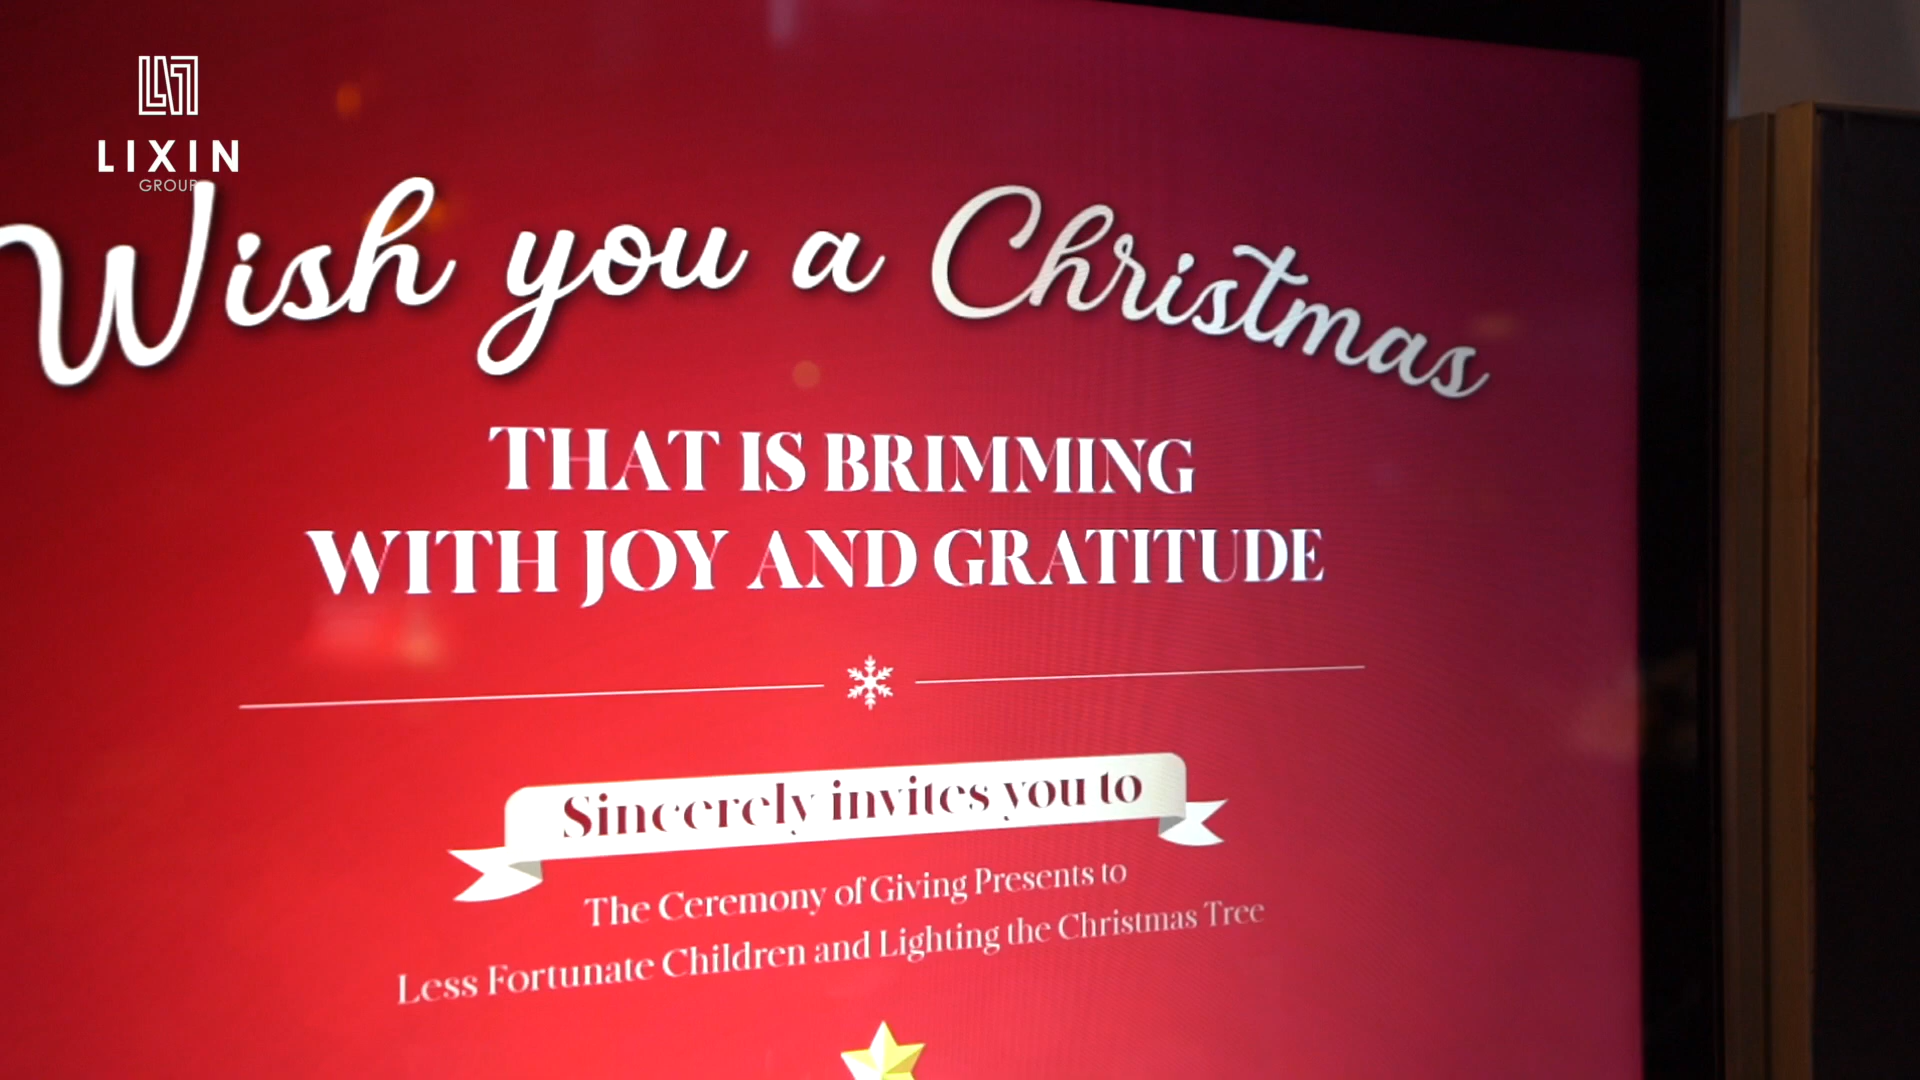 LIXIN
GROUP
Wish you a Christmas
THAT IS BRIMMING
WITH JOY AND GRATITUDE
Sincerely invites you to
The Ceremony of Giving Presents to
Less Fortunate Children and Lighting the Christmas Tree